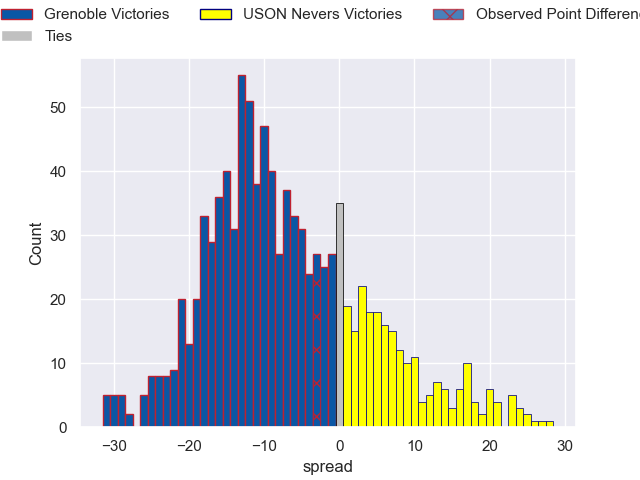 Grenoble Victories
USON Nevers Victories
Observed Point Differen
Ties
50
40
30
20
10
0
Count
−30
−20
−10
0
10
20
30
spread